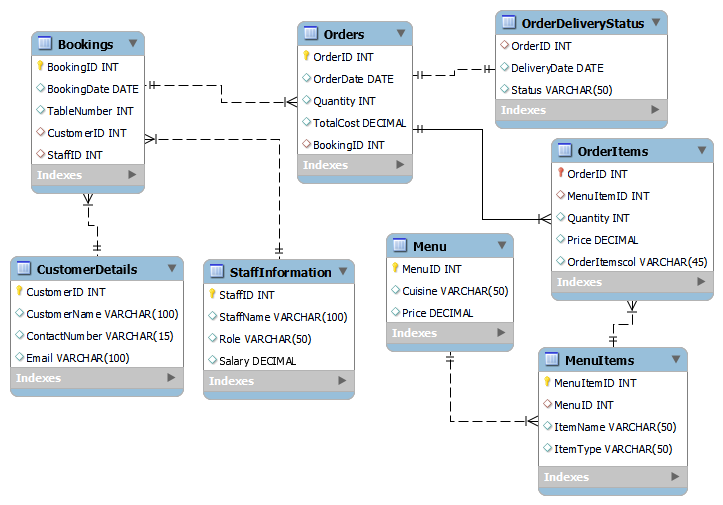 Bookings
BookingID INT
BookingDate DATE
TableNumber INT
CustomerID INT
StaffID INT
Indexes
Orders
OrderID INT
OrderDate DATE
Quantity INT
TotalCost DECIMAL
BookingID INT
Indexes
OrderDeliveryStatus
OrderID INT
DeliveryDate DATE
Status VARCHAR(50)
Indexes
OrderItems
OrderID INT
MenuItemID INT
Quantity INT
Price DECIMAL
OrderItemscol VARCHAR(45)
Indexes
CustomerDetails
CustomerID INT
CustomerName VARCHAR(100)
ContactNumber VARCHAR(15)
Email VARCHAR(100)
Indexes
StaffInformation
StaffID INT
StaffName VARCHAR(100)
Role VARCHAR(50)
Salary DECIMAL
Indexes
Menu
MenuID INT
Cuisine VARCHAR(50)
Price DECIMAL
Indexes
MenuItems
MenuItemID INT
MenuID INT
ItemName VARCHAR(50)
ItemType VARCHAR(50)
Indexes